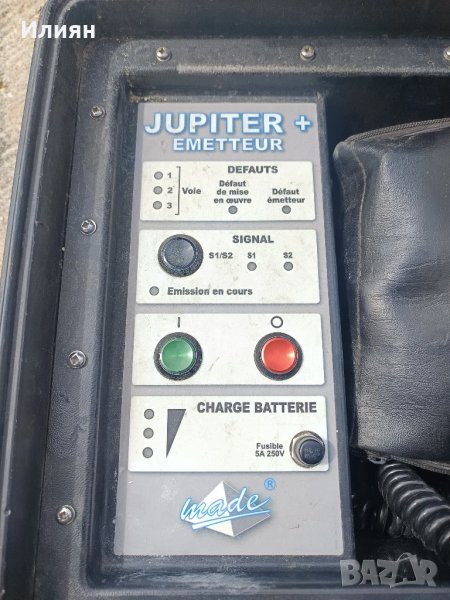 Илиян
JUPITER +
EMETTEUR
DEFAUTS
1
2 Voie
3
Défaut
de mise
en œuvre
Défaut
émetteur
SIGNAL
S1/S2 S1 S2
Emission en cours
I O
CHARGE BATTERIE
Fusible
5A 250V
made ®
BAZAR